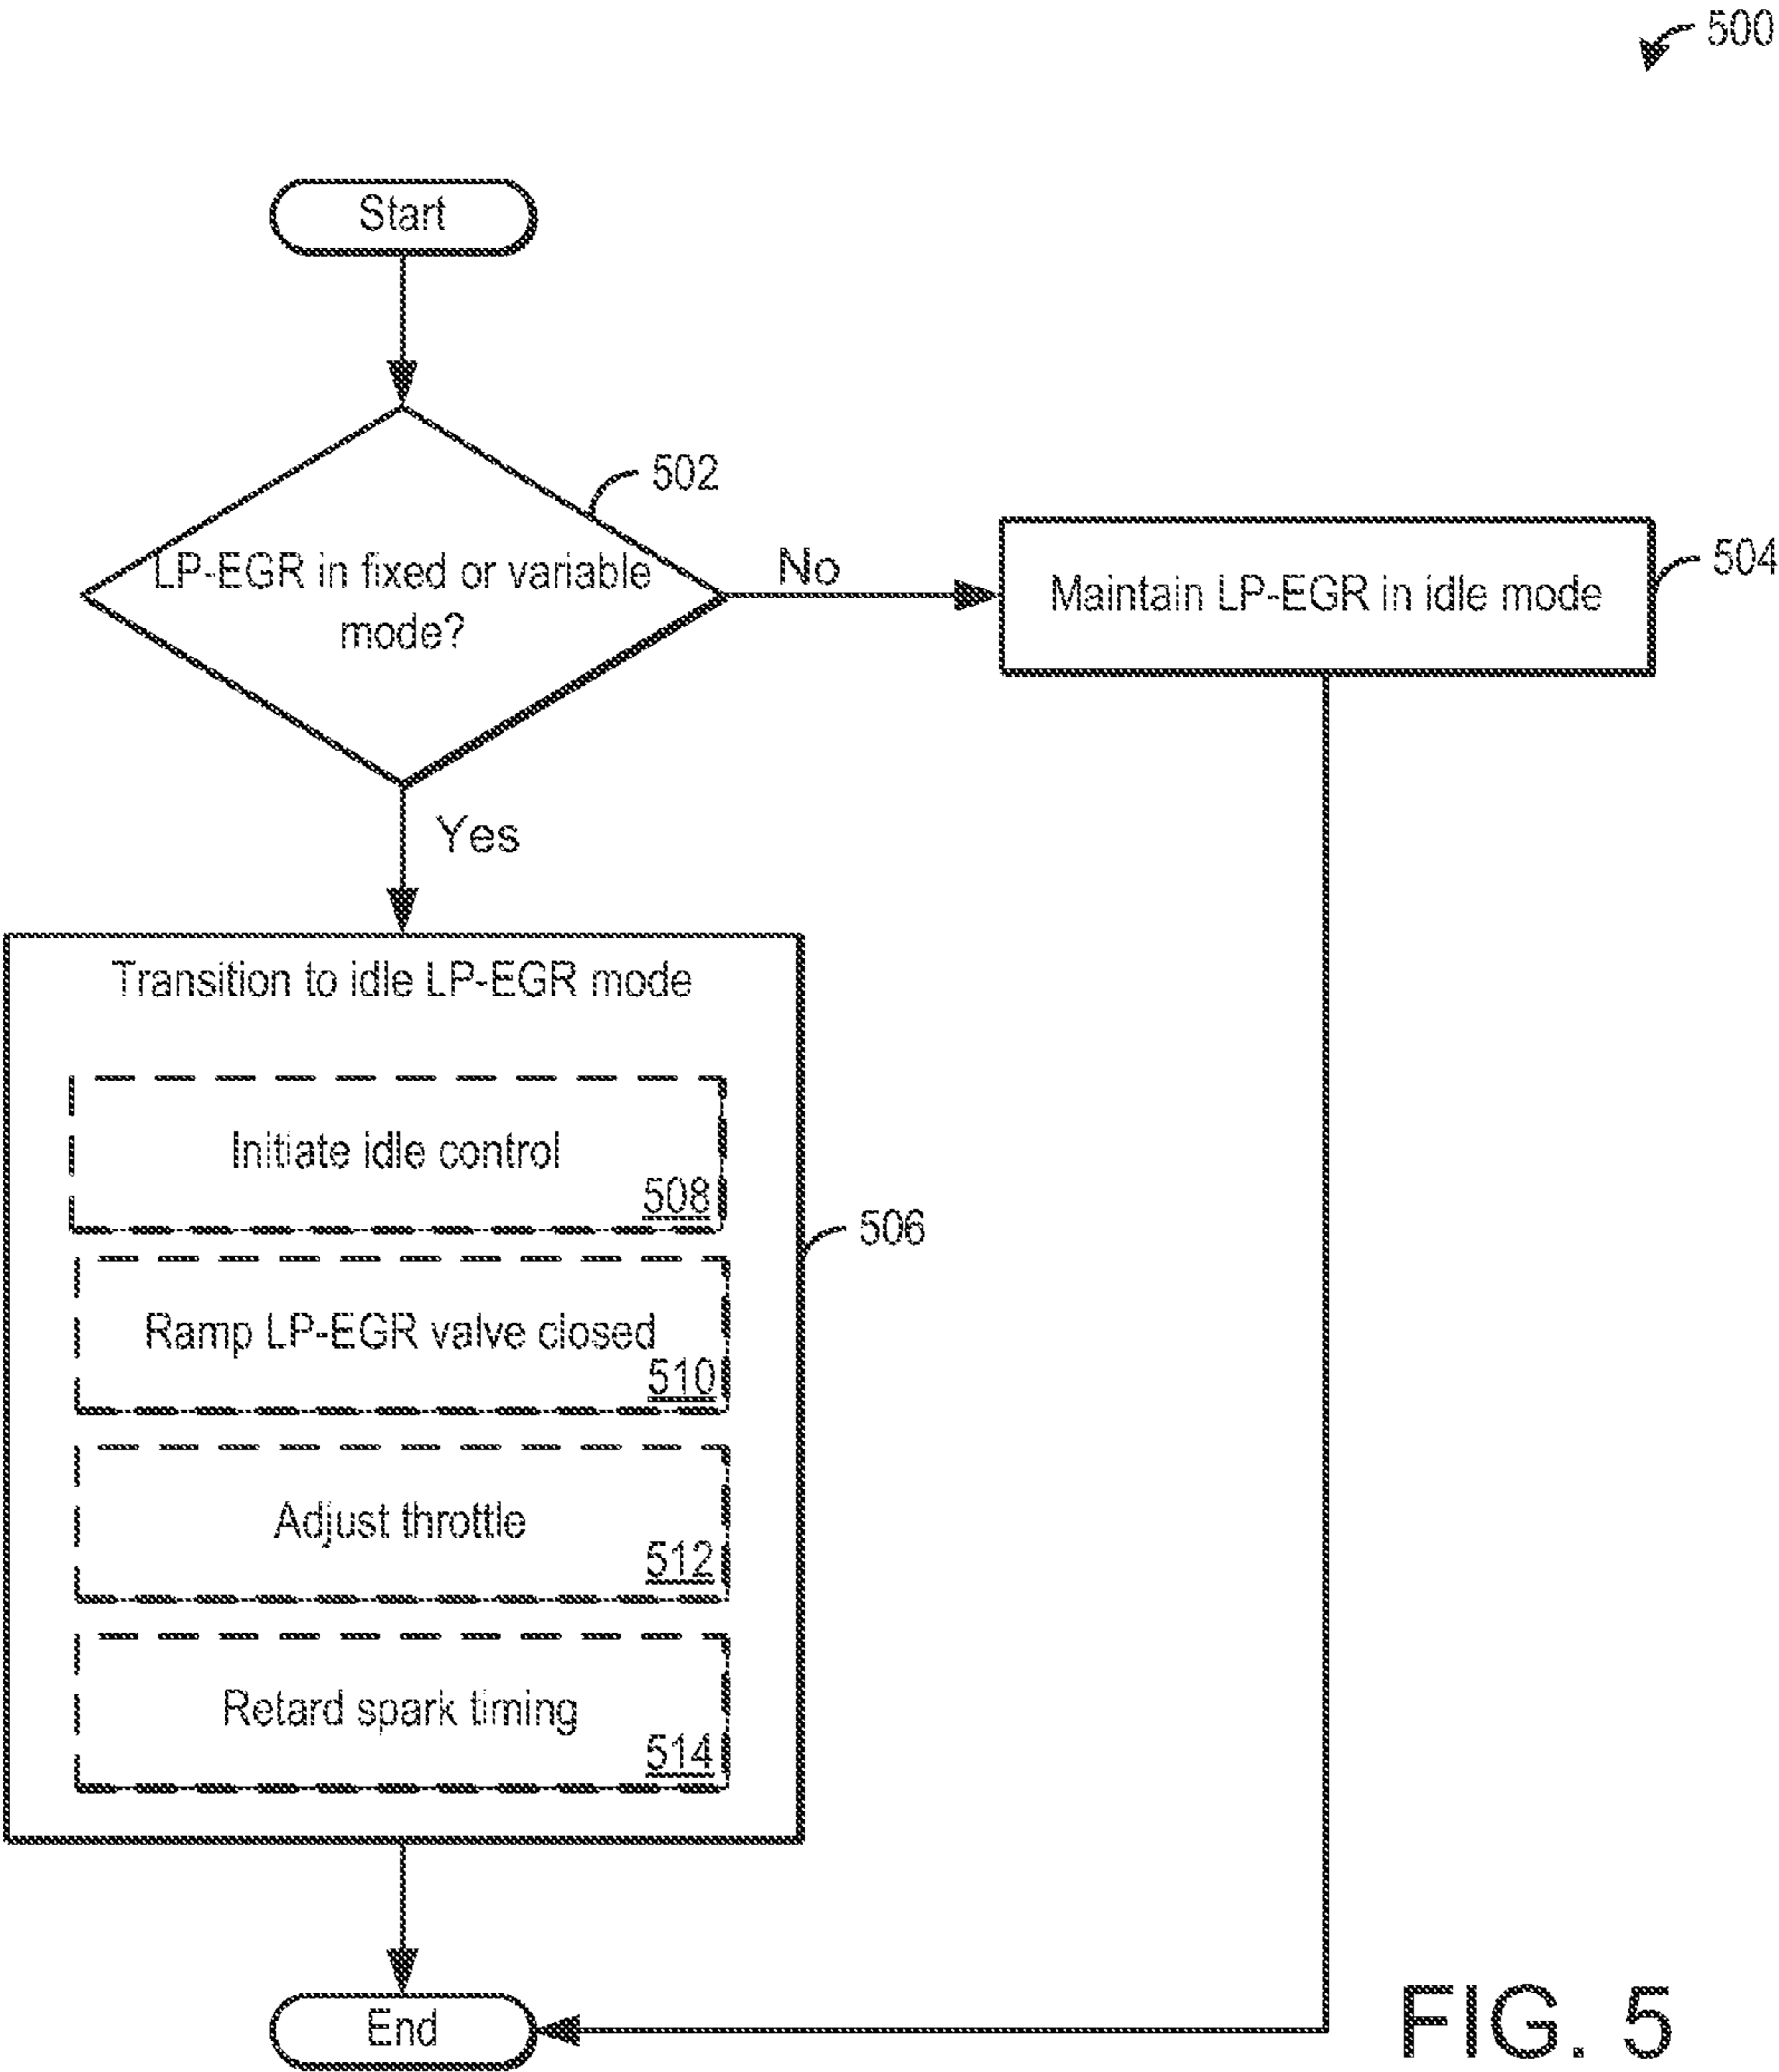 500
Start
502
LP-EGR in fixed or variable
mode?
No
504
Maintain LP-EGR in idle mode
Yes
Transition to idle LP-EGR mode
Initiate idle control
508
506
Ramp LP-EGR valve closed
510
Adjust throttle
512
Retard spark timing
514
End
FIG. 5